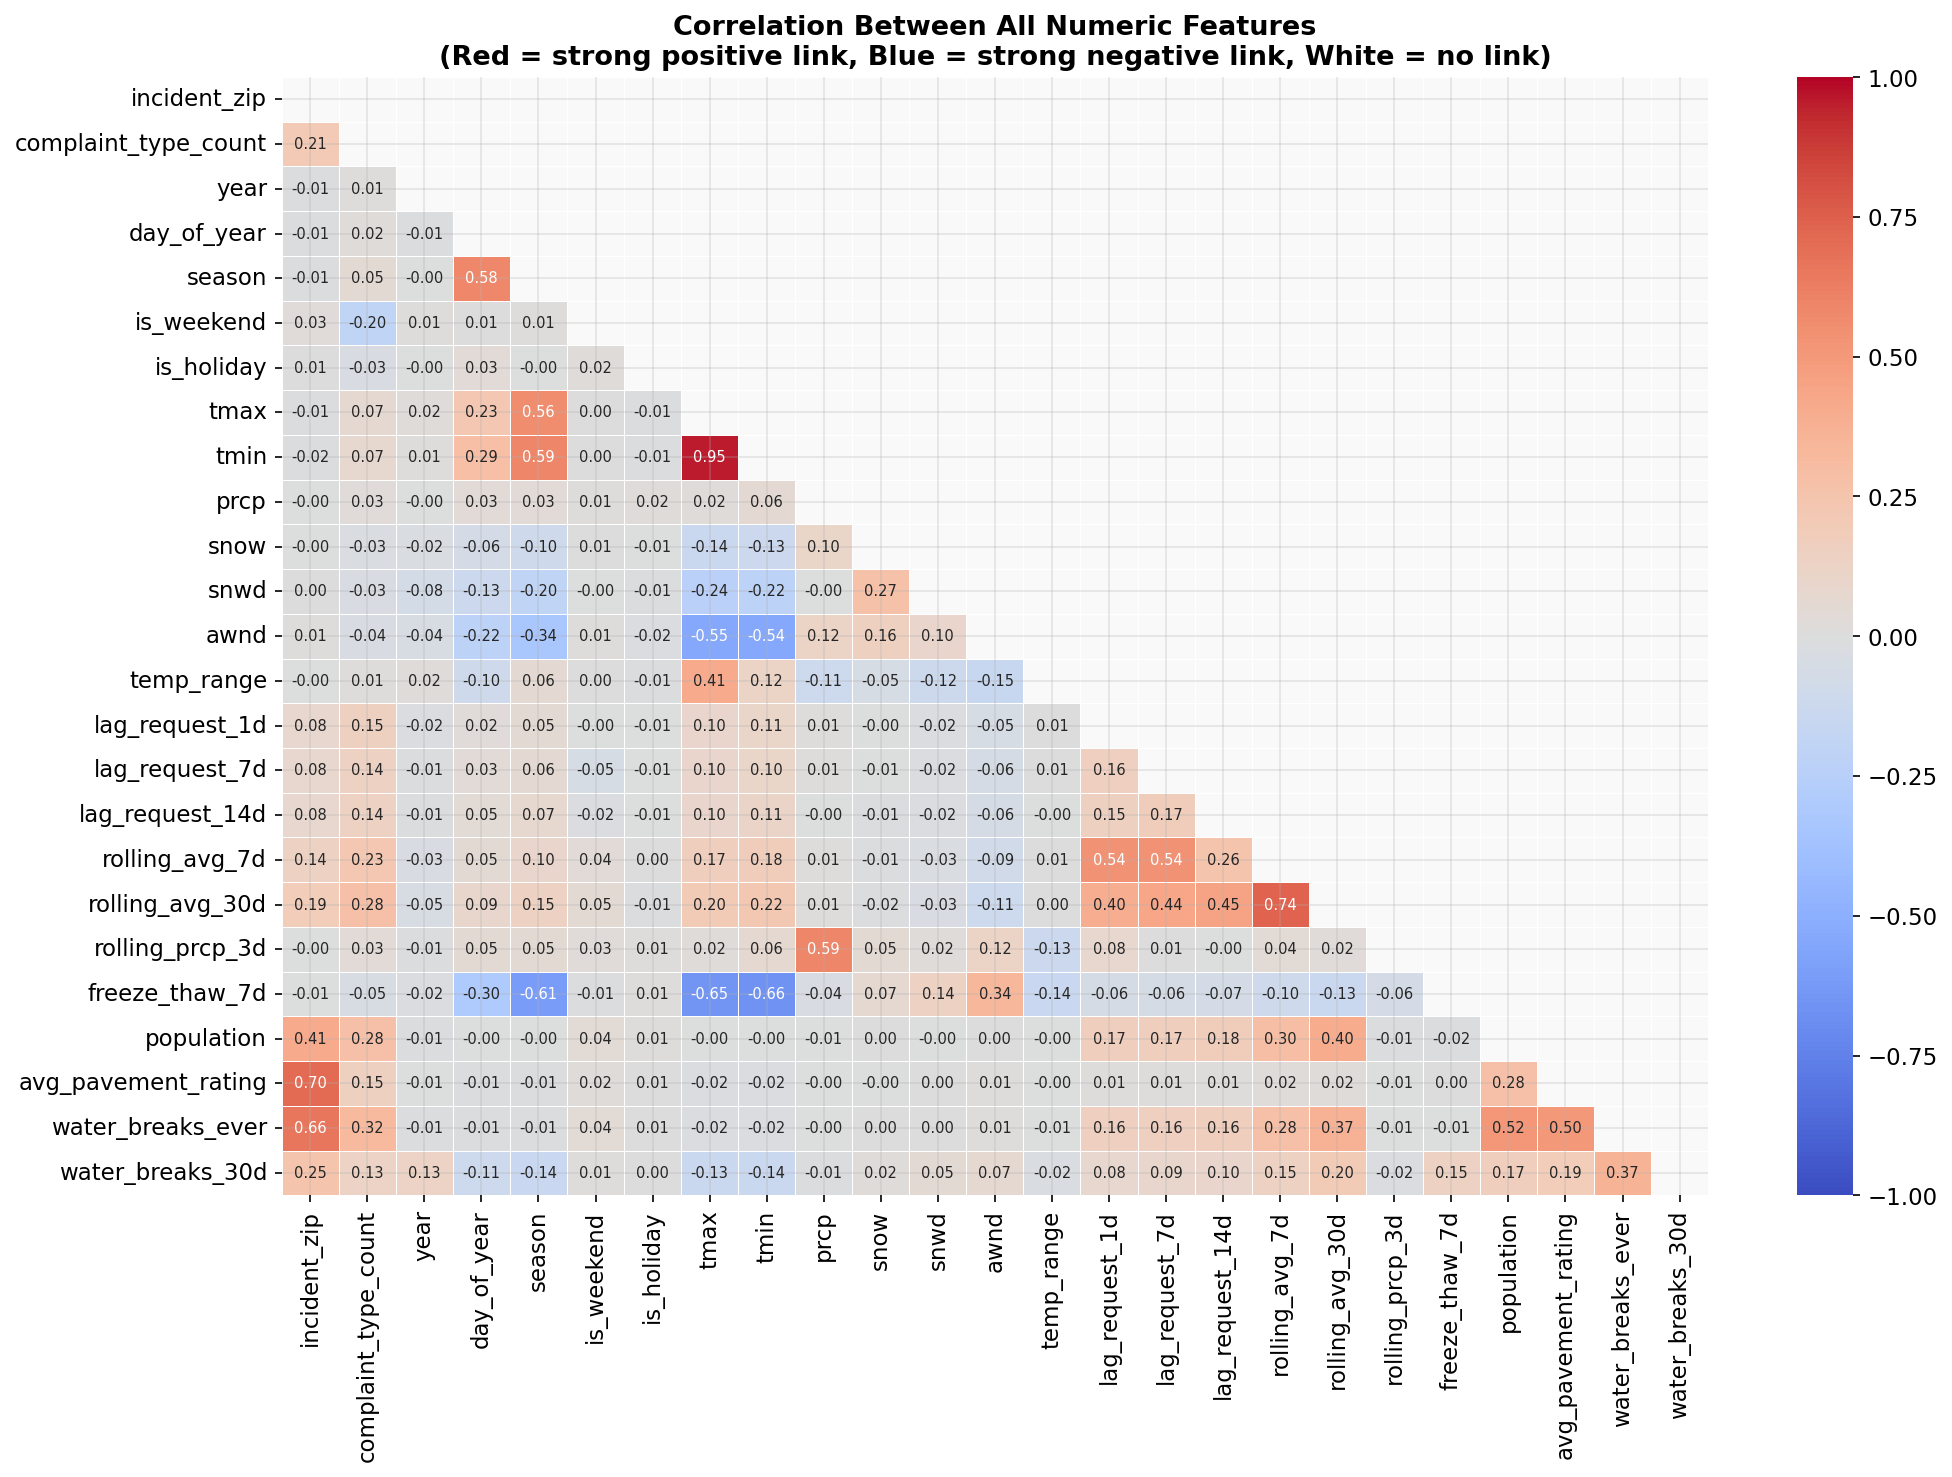 Correlation Between All Numeric Features
(Red = strong positive link, Blue = strong negative link, White = no link)
incident_zip
complaint_type_count 0.21
year -0.01 0.01
day_of_year -0.01 0.02 -0.01
season -0.01 0.05 -0.00 0.58
is_weekend 0.03 -0.20 0.01 0.01 0.01
is_holiday 0.01 -0.03 -0.00 0.03 -0.00 0.02
tmax -0.01 0.07 0.02 0.23 0.56 0.00 -0.01
tmin -0.02 0.07 0.01 0.29 0.59 0.00 -0.01 0.95
prcp -0.00 0.03 -0.00 0.03 0.03 0.01 0.02 0.02 0.06
snow -0.00 -0.03 -0.02 -0.06 -0.10 0.01 -0.01 -0.14 -0.13 0.10
snwd 0.00 -0.03 -0.08 -0.13 -0.20 -0.00 -0.01 -0.24 -0.22 -0.00 0.27
awnd 0.01 -0.04 -0.04 -0.22 -0.34 0.01 -0.02 -0.55 -0.54 0.12 0.16 0.10
temp_range -0.00 0.01 0.02 -0.10 0.06 0.00 -0.01 0.41 0.12 -0.11 -0.05 -0.12 -0.15
lag_request_1d 0.08 0.15 -0.02 0.02 0.05 -0.00 -0.01 0.10 0.11 0.01 -0.00 -0.02 -0.05 0.01
lag_request_7d 0.08 0.14 -0.01 0.03 0.06 -0.05 -0.01 0.10 0.10 0.01 -0.01 -0.02 -0.06 0.01 0.16
lag_request_14d 0.08 0.14 -0.01 0.05 0.07 -0.02 -0.01 0.10 0.11 -0.00 -0.01 -0.02 -0.06 -0.00 0.15 0.17
rolling_avg_7d 0.14 0.23 -0.03 0.05 0.10 0.04 0.00 0.17 0.18 0.01 -0.01 -0.03 -0.09 0.01 0.54 0.54 0.26
rolling_avg_30d 0.19 0.28 -0.05 0.09 0.15 0.05 -0.01 0.20 0.22 0.01 -0.02 -0.03 -0.11 0.00 0.40 0.44 0.45 0.74
rolling_prcp_3d -0.00 0.03 -0.01 0.05 0.05 0.03 0.01 0.02 0.06 0.59 0.05 0.02 0.12 -0.13 0.08 0.01 -0.00 0.04 0.02
freeze_thaw_7d -0.01 -0.05 -0.02 -0.30 -0.61 -0.01 0.01 -0.65 -0.66 -0.04 0.07 0.14 0.34 -0.14 -0.06 -0.06 -0.07 -0.10 -0.13 -0.06
population 0.41 0.28 -0.01 -0.00 -0.00 0.04 0.01 -0.00 -0.00 -0.01 0.00 -0.00 0.00 -0.00 0.17 0.17 0.18 0.30 0.40 -0.01 -0.02
avg_pavement_rating 0.70 0.15 -0.01 -0.01 -0.01 0.02 0.01 -0.02 -0.02 -0.00 -0.00 0.00 0.01 -0.00 0.01 0.01 0.01 0.02 0.02 -0.01 0.00 0.28
water_breaks_ever 0.66 0.32 -0.01 -0.01 -0.01 0.04 0.01 -0.02 -0.02 -0.00 0.00 0.00 0.01 -0.01 0.16 0.16 0.16 0.28 0.37 -0.01 -0.01 0.52 0.50
water_breaks_30d 0.25 0.13 0.13 -0.11 -0.14 0.01 0.00 -0.13 -0.14 -0.01 0.02 0.05 0.07 -0.02 0.08 0.09 0.10 0.15 0.20 -0.02 0.15 0.17 0.19 0.37
incident_zip
complaint_type_count
year
day_of_year
season
is_weekend
is_holiday
tmax
tmin
prcp
snow
snwd
awnd
temp_range
lag_request_1d
lag_request_7d
lag_request_14d
rolling_avg_7d
rolling_avg_30d
rolling_prcp_3d
freeze_thaw_7d
population
avg_pavement_rating
water_breaks_ever
water_breaks_30d
1.00
0.75
0.50
0.25
0.00
−0.25
−0.50
−0.75
−1.00